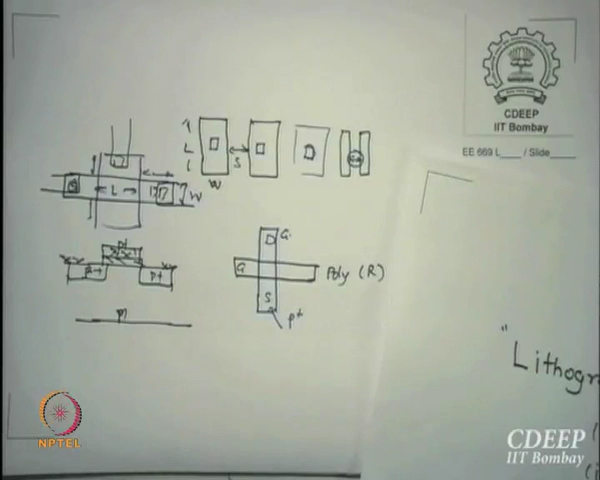 CDEEP
IIT Bombay
EE 669 L____ / Slide____
L
S
W
L
W
D
G
G
Poly (R)
S
P+
P+
"Lithogr
NPTEL
CDEEP
IIT Bombay